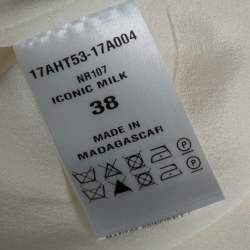 17AHT53-17A004
NR107
ICONIC MILK
38
MADE IN
MADAGASCAR